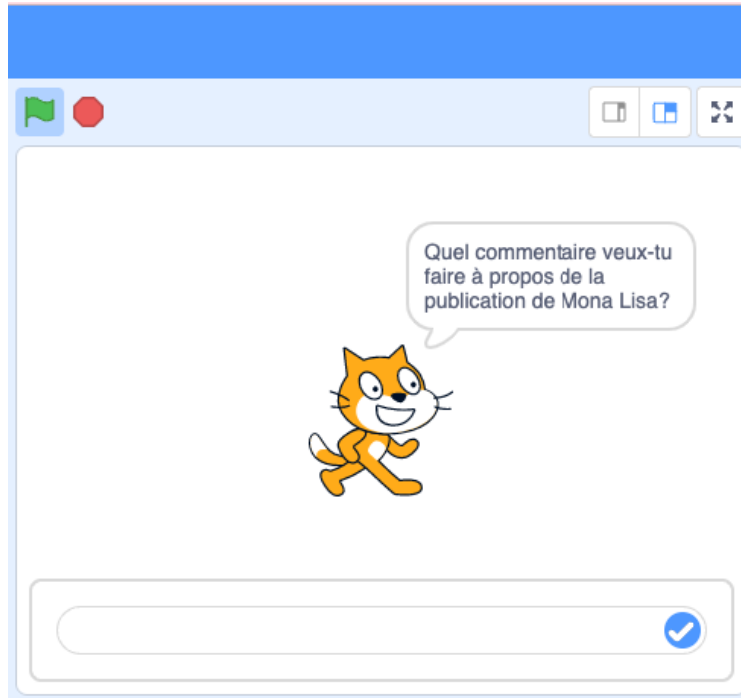 Quel commentaire veux-tu
faire à propos de la
publication de Mona Lisa?